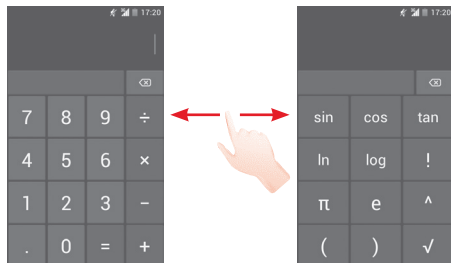 17:20
7 8 9 ÷
4 5 6 ×
1 2 3 −
. 0 = +
17:20
sin cos tan
ln log !
π e ^
( ) √